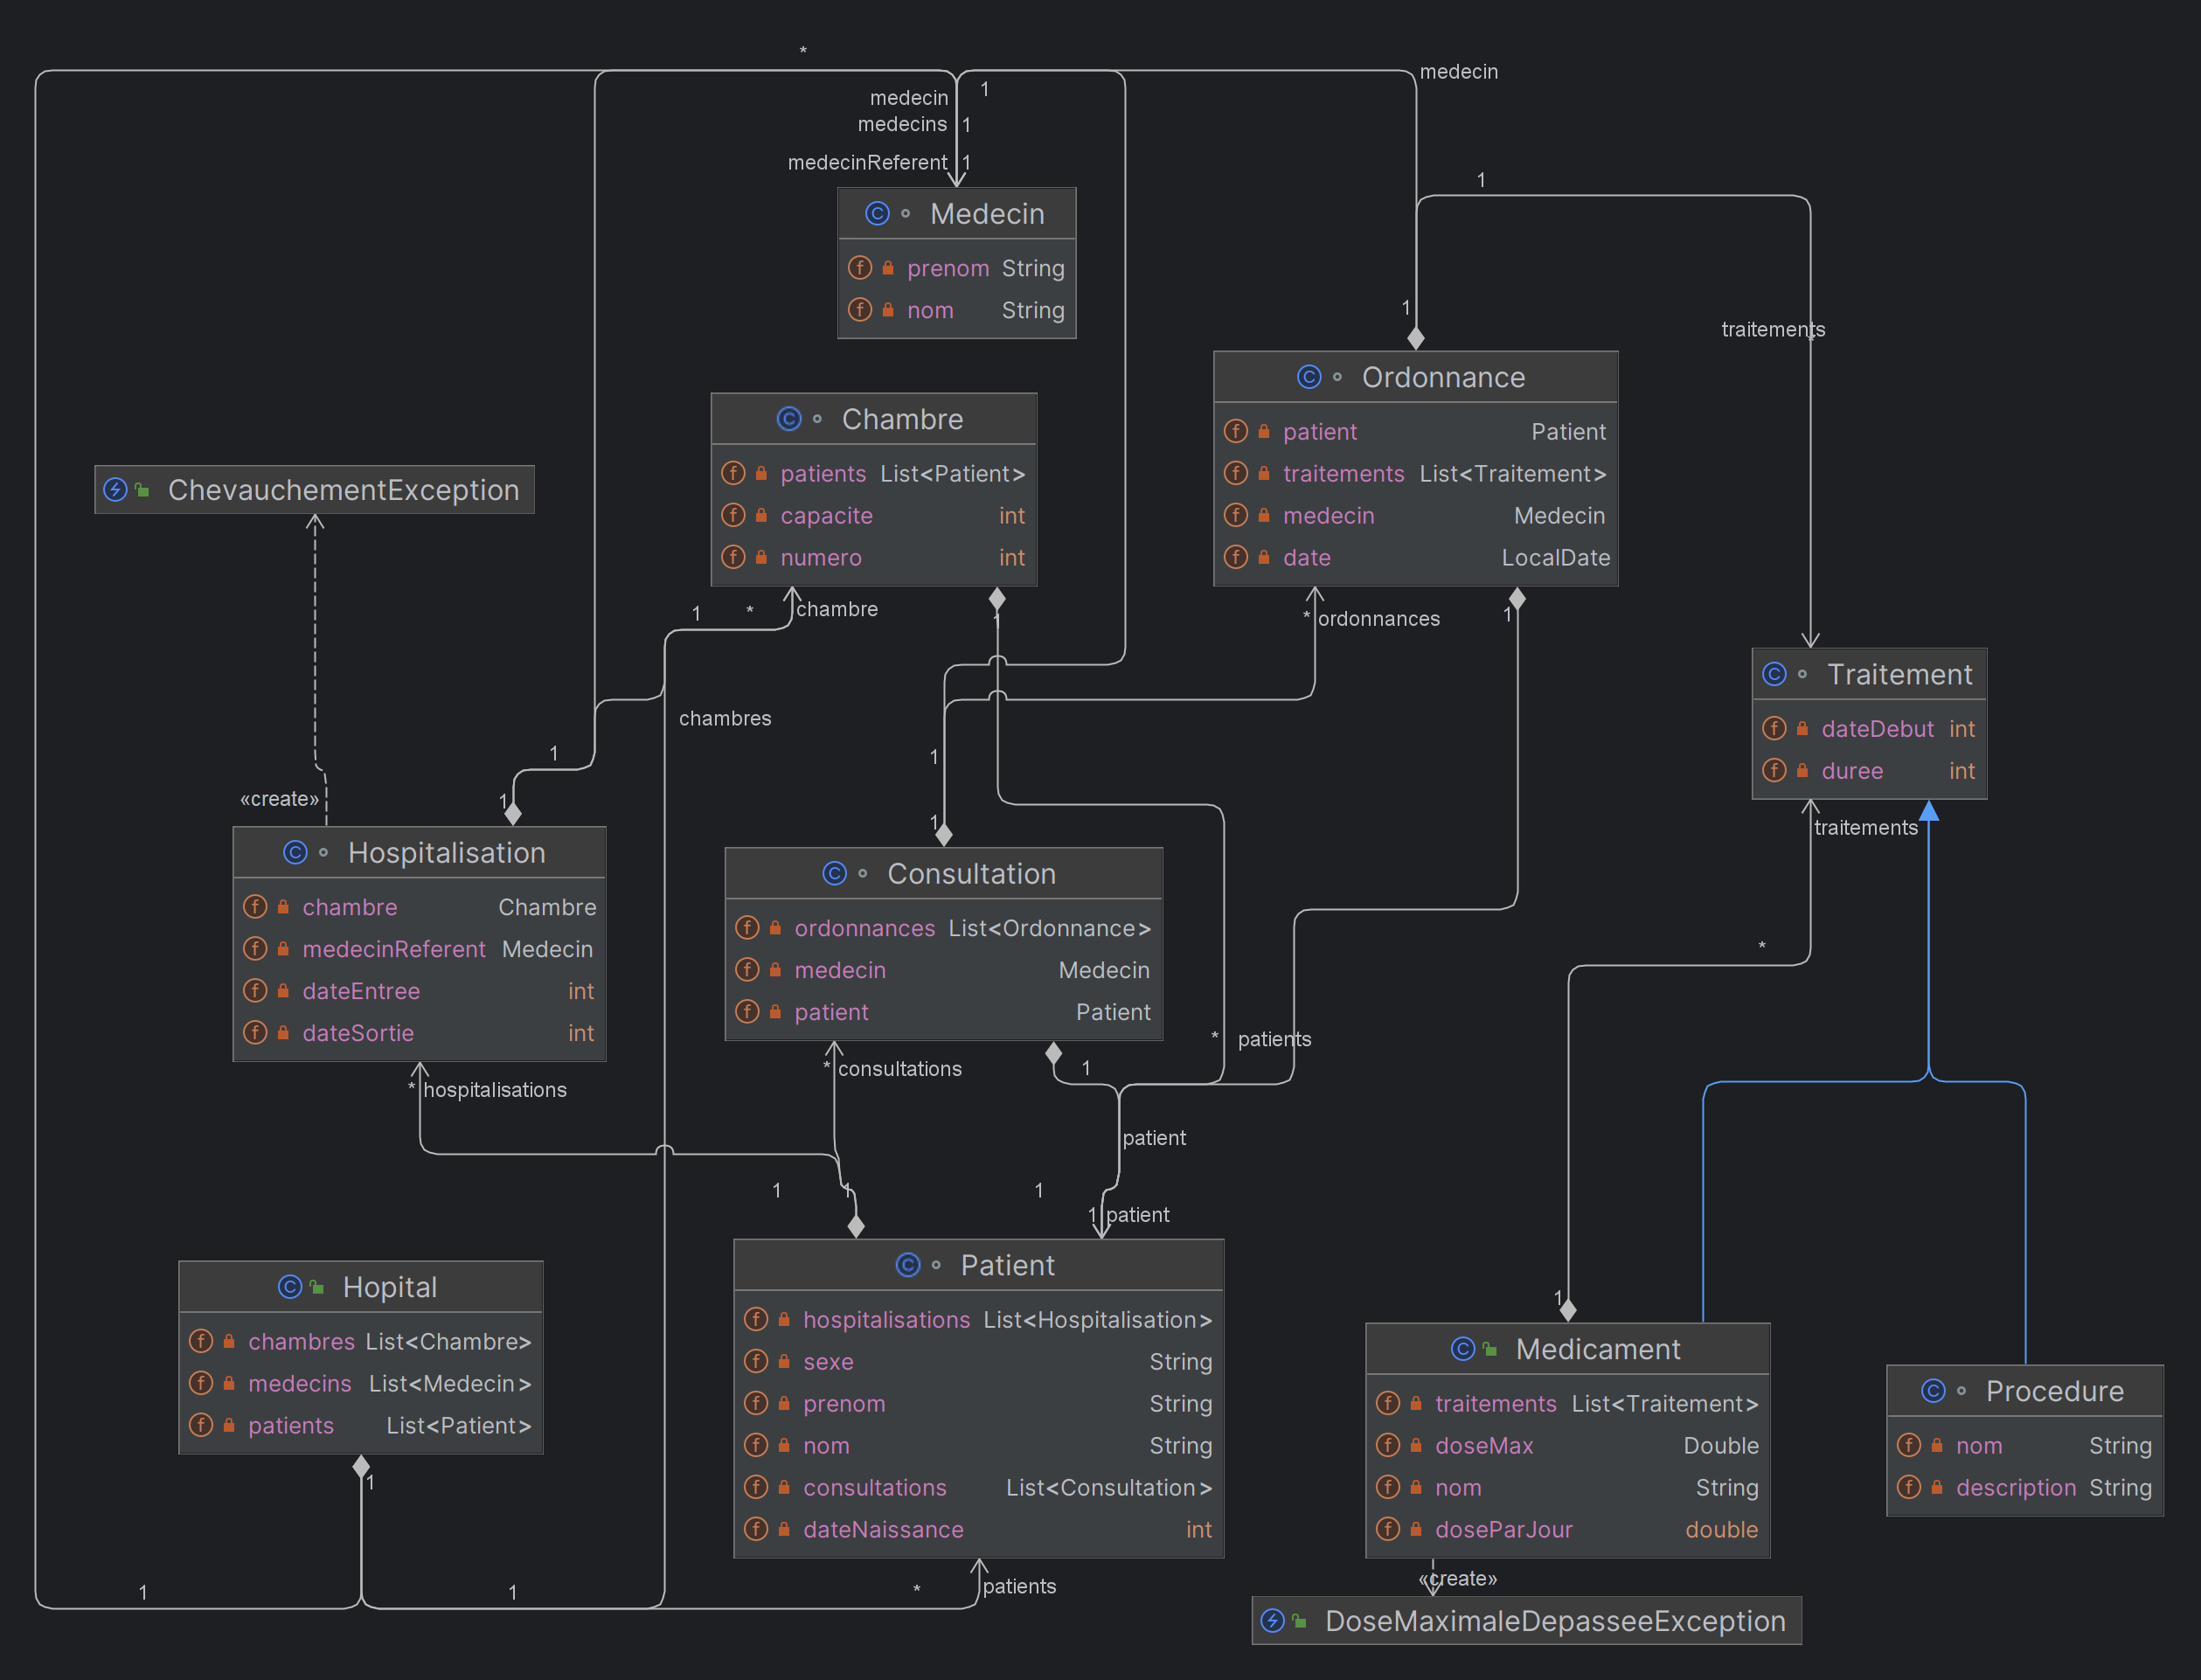 *
medecin
1
medecin
medecins
1
medecinReferent
1
1
Medecin
prenom String
nom String
1
traitements
*
Ordonnance
patient Patient
traitements List<Traitement>
medecin Medecin
date LocalDate
Chambre
patients List<Patient>
capacite int
numero int
ChevauchementException
1
*
chambre
1
* ordonnances
1
Traitement
dateDebut int
duree int
chambres
1
1
«create»
1
1
traitements
Hospitalisation
chambre Chambre
medecinReferent Medecin
dateEntree int
dateSortie int
Consultation
ordonnances List<Ordonnance>
medecin Medecin
patient Patient
*
* patients
* consultations
1
* hospitalisations
patient
1
1
1
1 patient
Hopital
chambres List<Chambre>
medecins List<Medecin>
patients List<Patient>
1
Patient
hospitalisations List<Hospitalisation>
sexe String
prenom String
nom String
consultations List<Consultation>
dateNaissance int
1
Medicament
traitements List<Traitement>
doseMax Double
nom String
doseParJour double
Procedure
nom String
description String
1
1
*
patients
«create»
DoseMaximaleDepasseeException